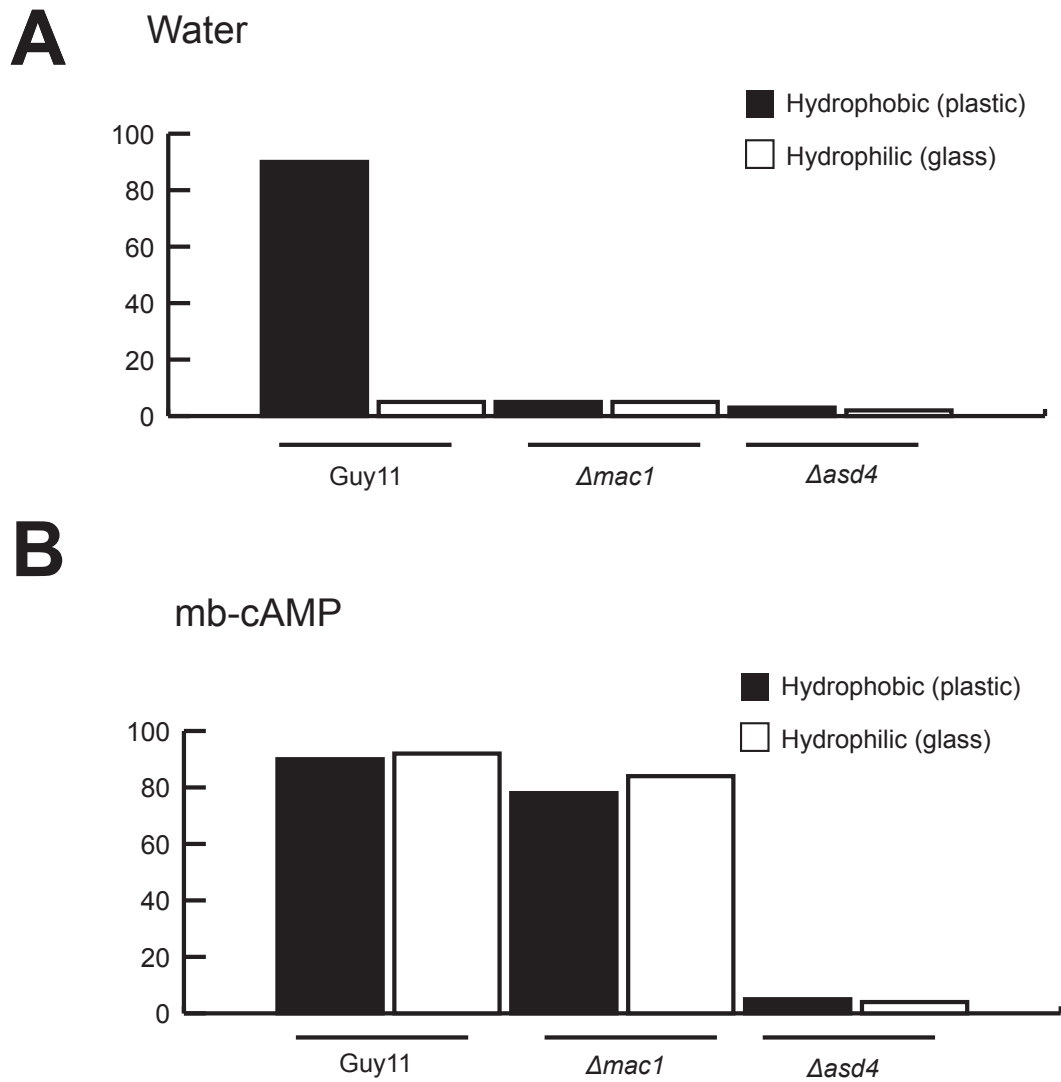 A
Water
Hydrophobic (plastic)
Hydrophilic (glass)
100
80
60
40
20
0
Guy11
Δmac1
Δasd4
B
mb-cAMP
Hydrophobic (plastic)
Hydrophilic (glass)
100
80
60
40
20
0
Guy11
Δmac1
Δasd4